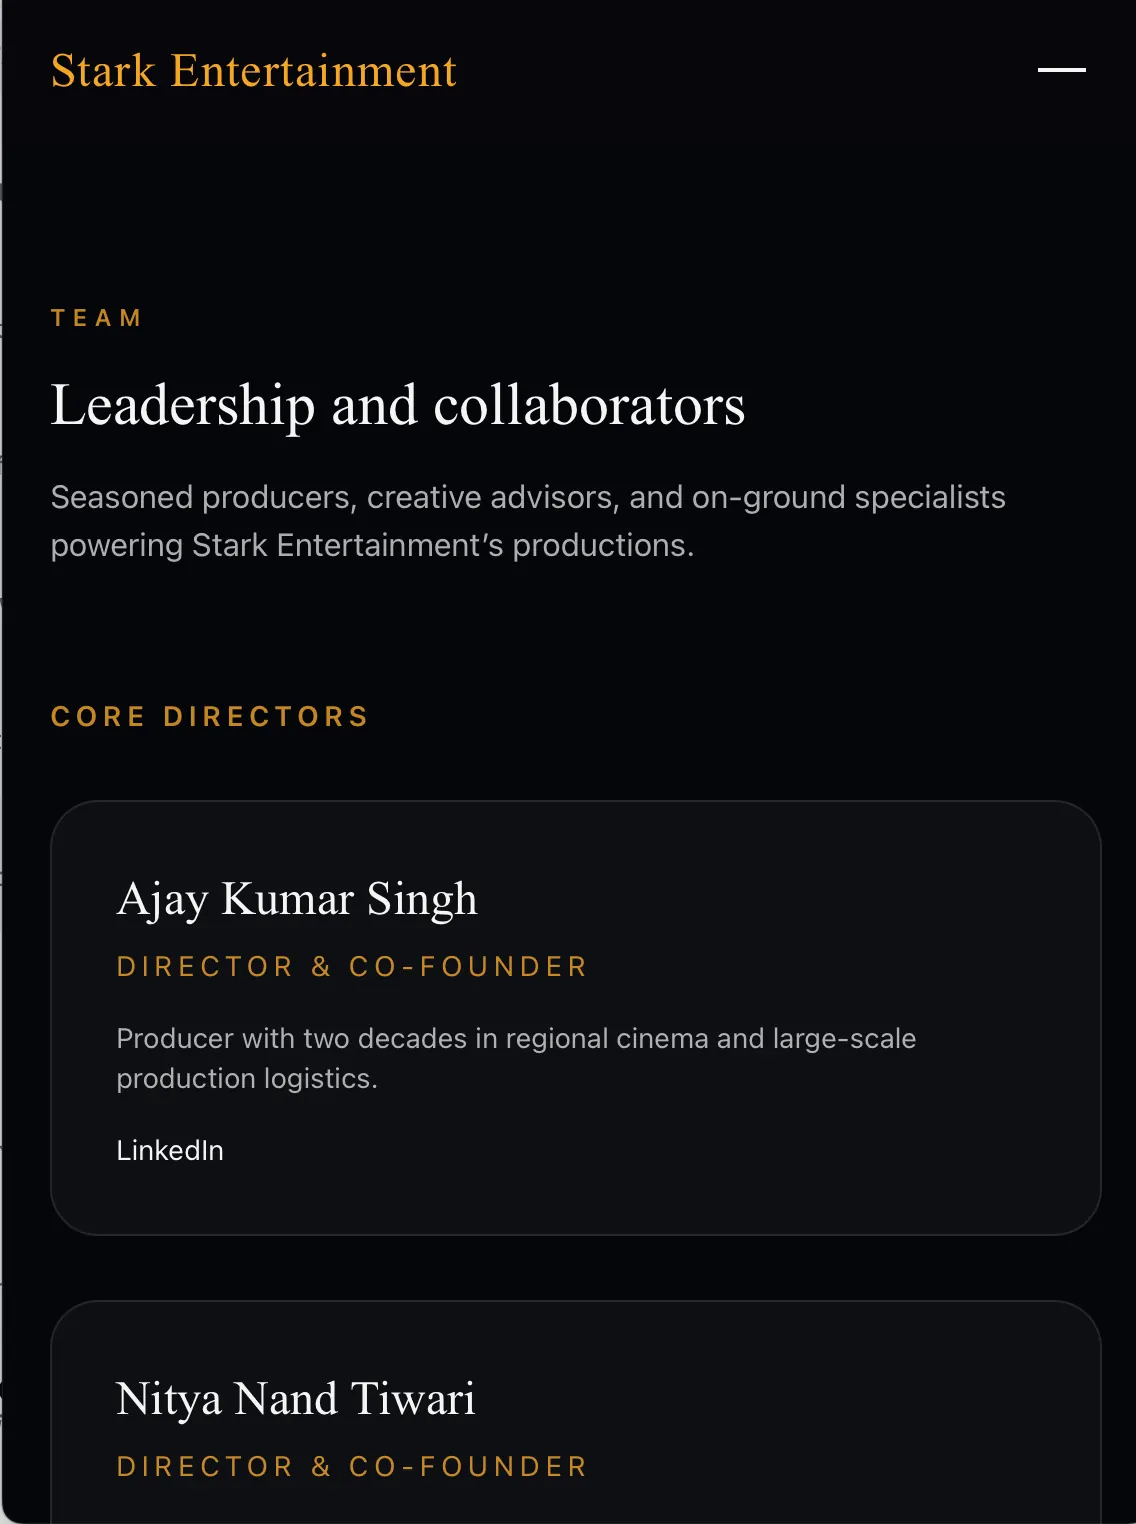 Stark Entertainment
TEAM
Leadership and collaborators
Seasoned producers, creative advisors, and on-ground specialists
powering Stark Entertainment’s productions.
CORE DIRECTORS
Ajay Kumar Singh
DIRECTOR & CO-FOUNDER
Producer with two decades in regional cinema and large-scale
production logistics.
LinkedIn
Nitya Nand Tiwari
DIRECTOR & CO-FOUNDER